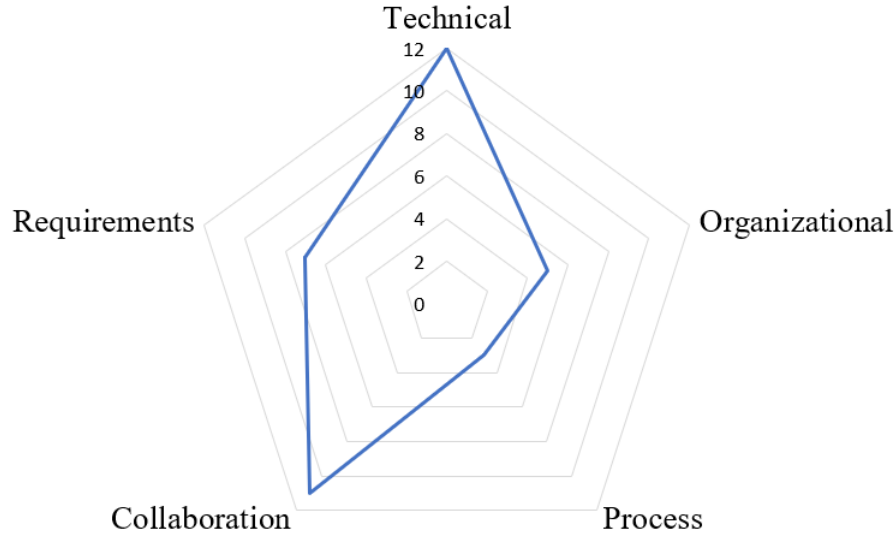 Technical
12
10
8
6
4
2
0
Requirements
Organizational
Collaboration
Process